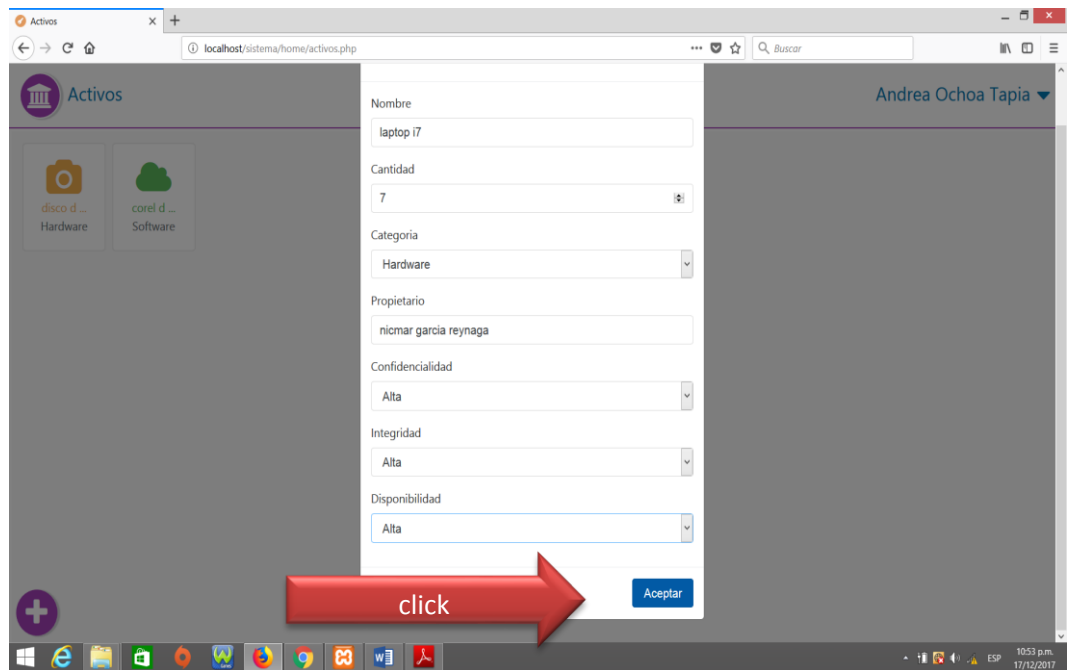 Activos
localhost/sistema/home/activos.php
Buscar
Activos
Andrea Ochoa Tapia
disco d ...
Hardware
corel d ...
Software
Nombre
laptop i7
Cantidad
7
Categoria
Hardware
Propietario
nicmar garcia reynaga
Confidencialidad
Alta
Integridad
Alta
Disponibilidad
Alta
click
Aceptar
ESP
10:53 p.m.
17/12/2017